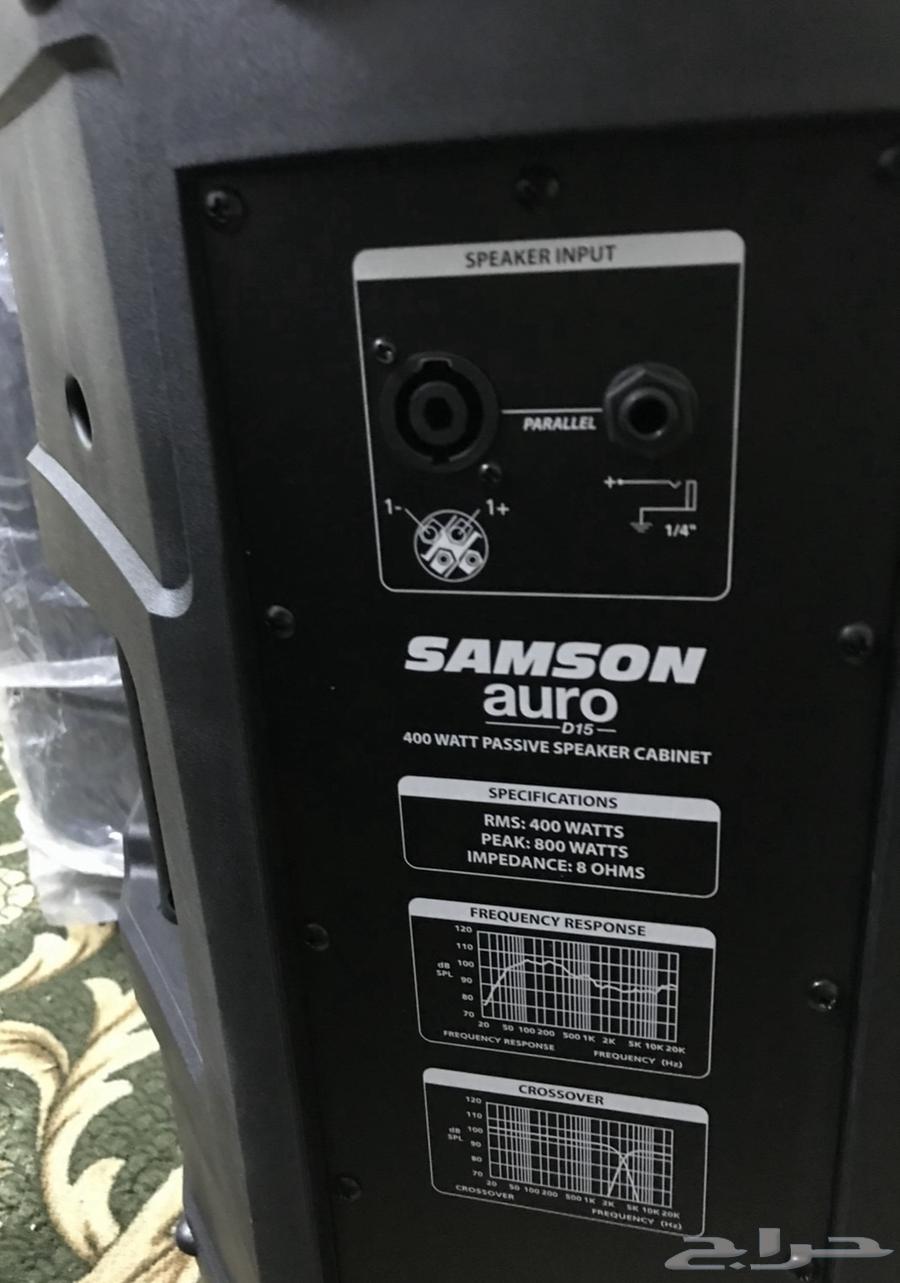 SPEAKER INPUT
PARALLEL
1-
1+
+
1/4"
SAMSON
auro
D15
400 WATT PASSIVE SPEAKER CABINET
SPECIFICATIONS
RMS: 400 WATTS
PEAK: 800 WATTS
IMPEDANCE: 8 OHMS
FREQUENCY RESPONSE
120
110
100
90
80
70
dB
SPL
20 50 100 200 500 1K 2K 5K 10K 20K
FREQUENCY RESPONSE FREQUENCY (Hz)
CROSSOVER
120
110
100
90
80
70
dB
SPL
20 50 100 200 500 1K 2K 5K 10K 20K
CROSSOVER FREQUENCY (Hz)
حراج